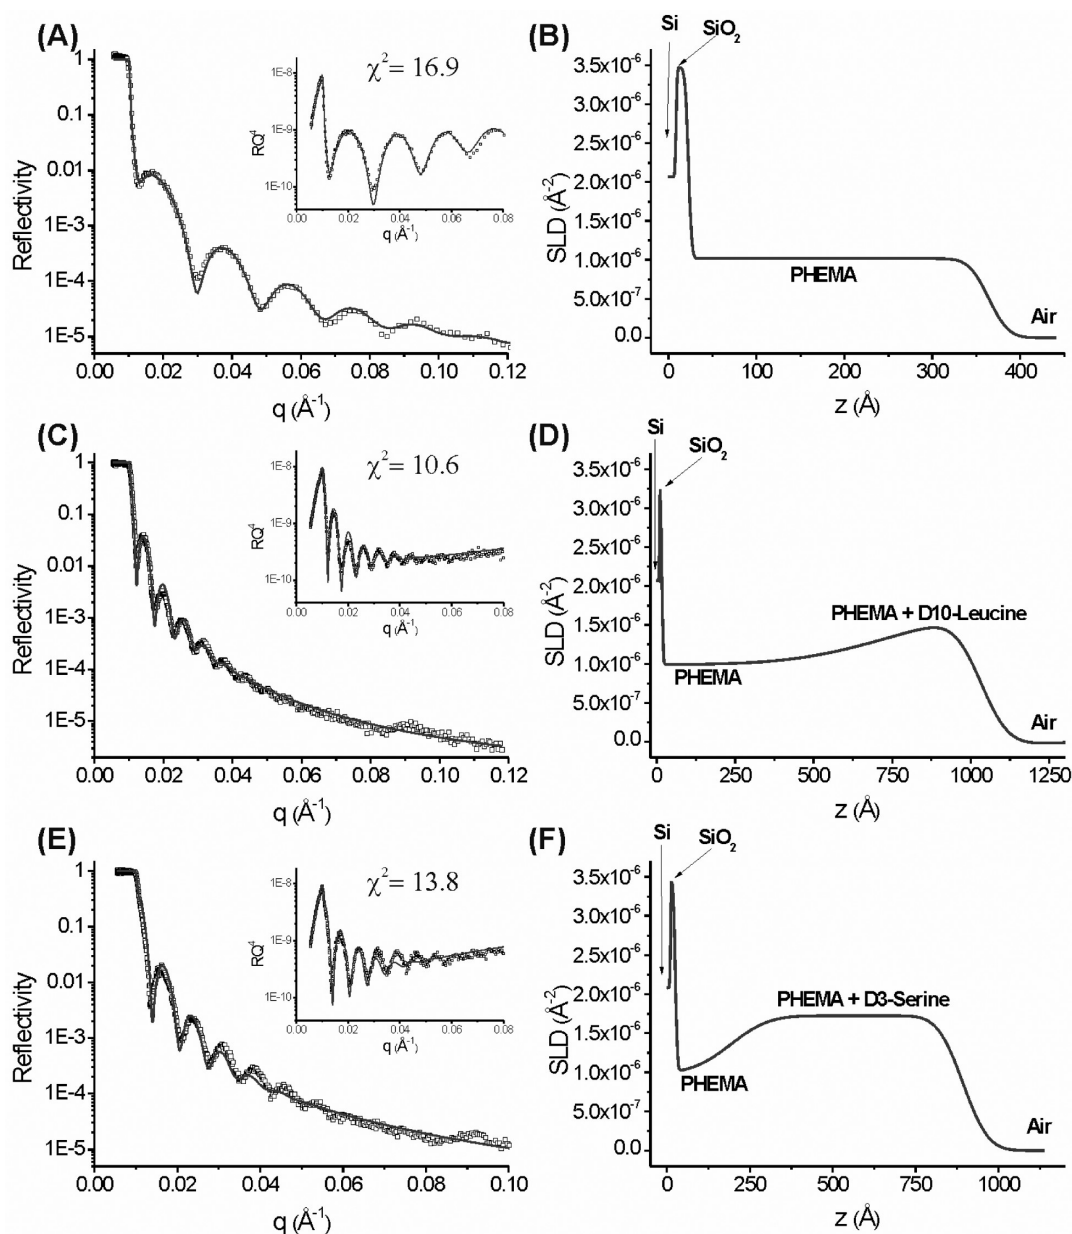 (A)
χ² = 16.9
Reflectivity
1
0.1
0.01
1E-3
1E-4
1E-5
0.00 0.02 0.04 0.06 0.08 0.10 0.12
q (Å⁻¹)
RQ⁴
1E-8
1E-9
1E-10
0.00 0.02 0.04 0.06 0.08
q (Å⁻¹)
(B)
Si
SiO₂
SLD (Å⁻²)
3.5x10⁻⁶
3.0x10⁻⁶
2.5x10⁻⁶
2.0x10⁻⁶
1.5x10⁻⁶
1.0x10⁻⁶
5.0x10⁻⁷
0.0
PHEMA
Air
0 100 200 300 400
z (Å)
(C)
χ² = 10.6
Reflectivity
1
0.1
0.01
1E-3
1E-4
1E-5
0.00 0.02 0.04 0.06 0.08 0.10 0.12
q (Å⁻¹)
RQ⁴
1E-8
1E-9
1E-10
0.00 0.02 0.04 0.06 0.08
q (Å⁻¹)
(D)
Si
SiO₂
SLD (Å⁻²)
3.5x10⁻⁶
3.0x10⁻⁶
2.5x10⁻⁶
2.0x10⁻⁶
1.5x10⁻⁶
1.0x10⁻⁶
5.0x10⁻⁷
0.0
PHEMA + D10-Leucine
PHEMA
Air
0 250 500 750 1000 1250
z (Å)
(E)
χ² = 13.8
Reflectivity
1
0.1
0.01
1E-3
1E-4
1E-5
0.00 0.02 0.04 0.06 0.08 0.10
q (Å⁻¹)
RQ⁴
1E-8
1E-9
1E-10
0.00 0.02 0.04 0.06 0.08
q (Å⁻¹)
(F)
Si
SiO₂
SLD (Å⁻²)
3.5x10⁻⁶
3.0x10⁻⁶
2.5x10⁻⁶
2.0x10⁻⁶
1.5x10⁻⁶
1.0x10⁻⁶
5.0x10⁻⁷
0.0
PHEMA + D3-Serine
PHEMA
Air
0 250 500 750 1000
z (Å)